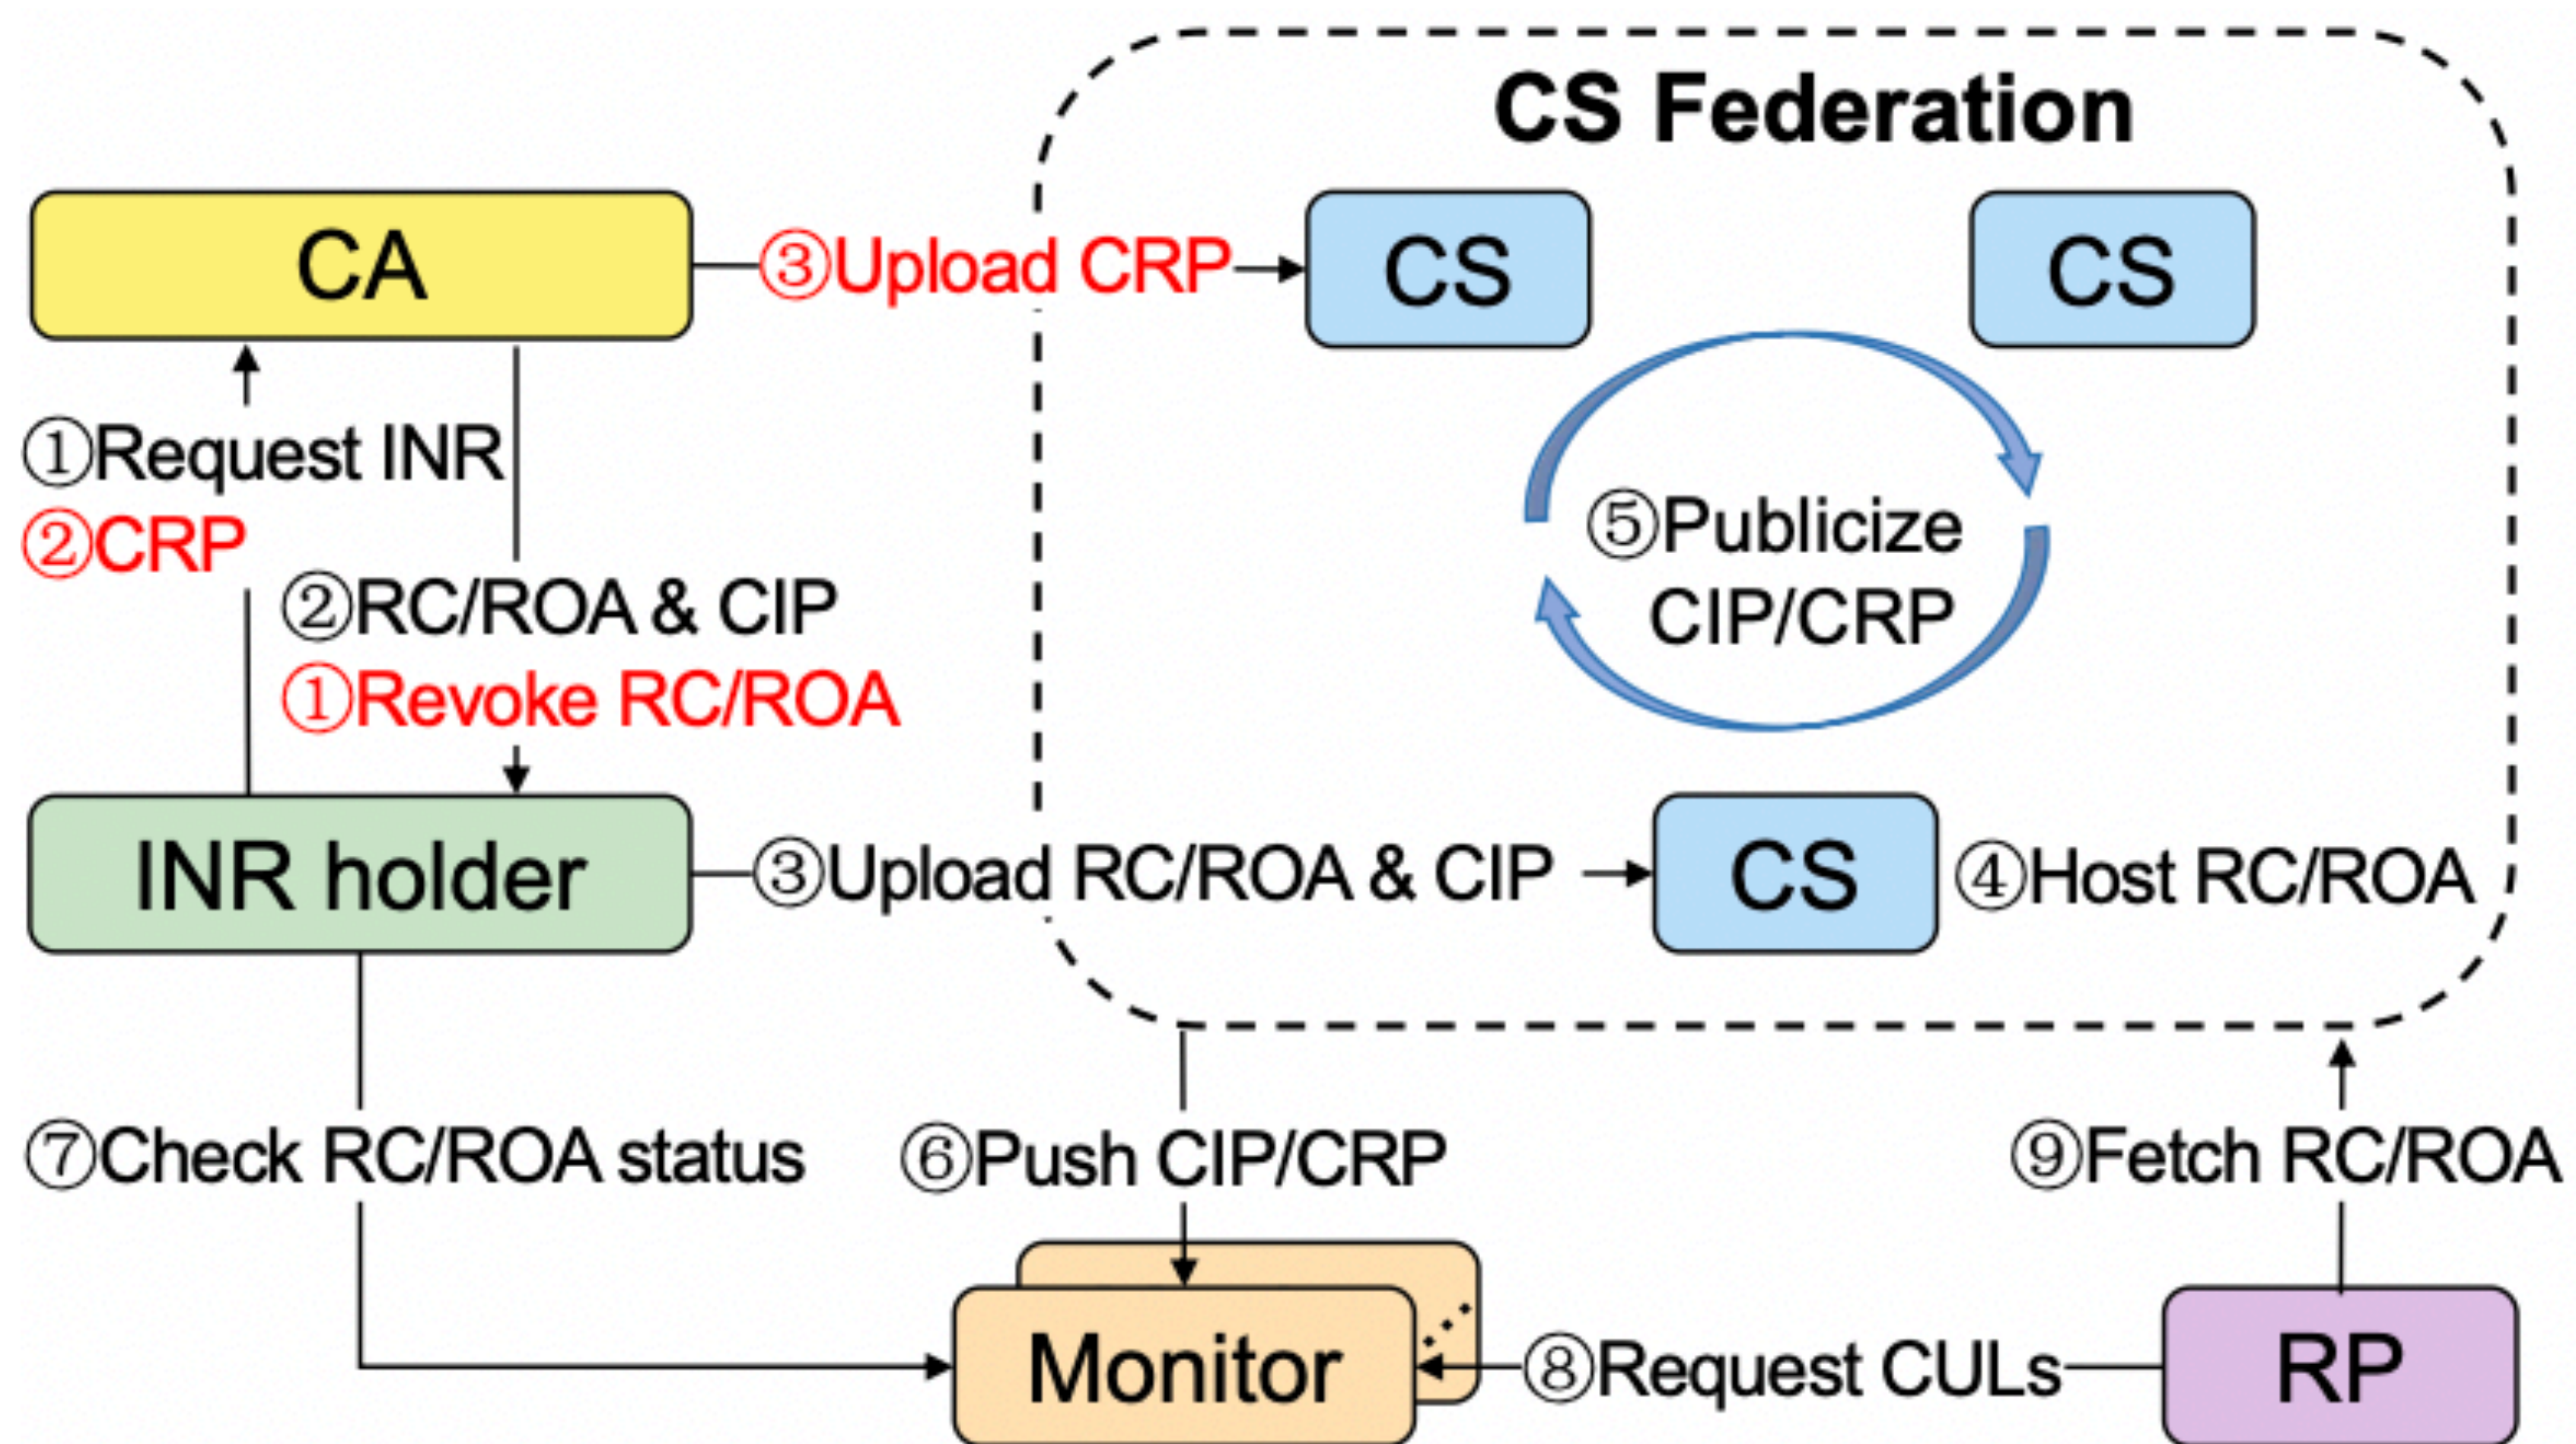 CS Federation
CA
③Upload CRP
CS
CS
①Request INR
②CRP
②RC/ROA & CIP
①Revoke RC/ROA
⑤Publicize
CIP/CRP
INR holder
③Upload RC/ROA & CIP
CS
④Host RC/ROA
⑦Check RC/ROA status
⑥Push CIP/CRP
⑨Fetch RC/ROA
Monitor
⑧Request CULs
RP